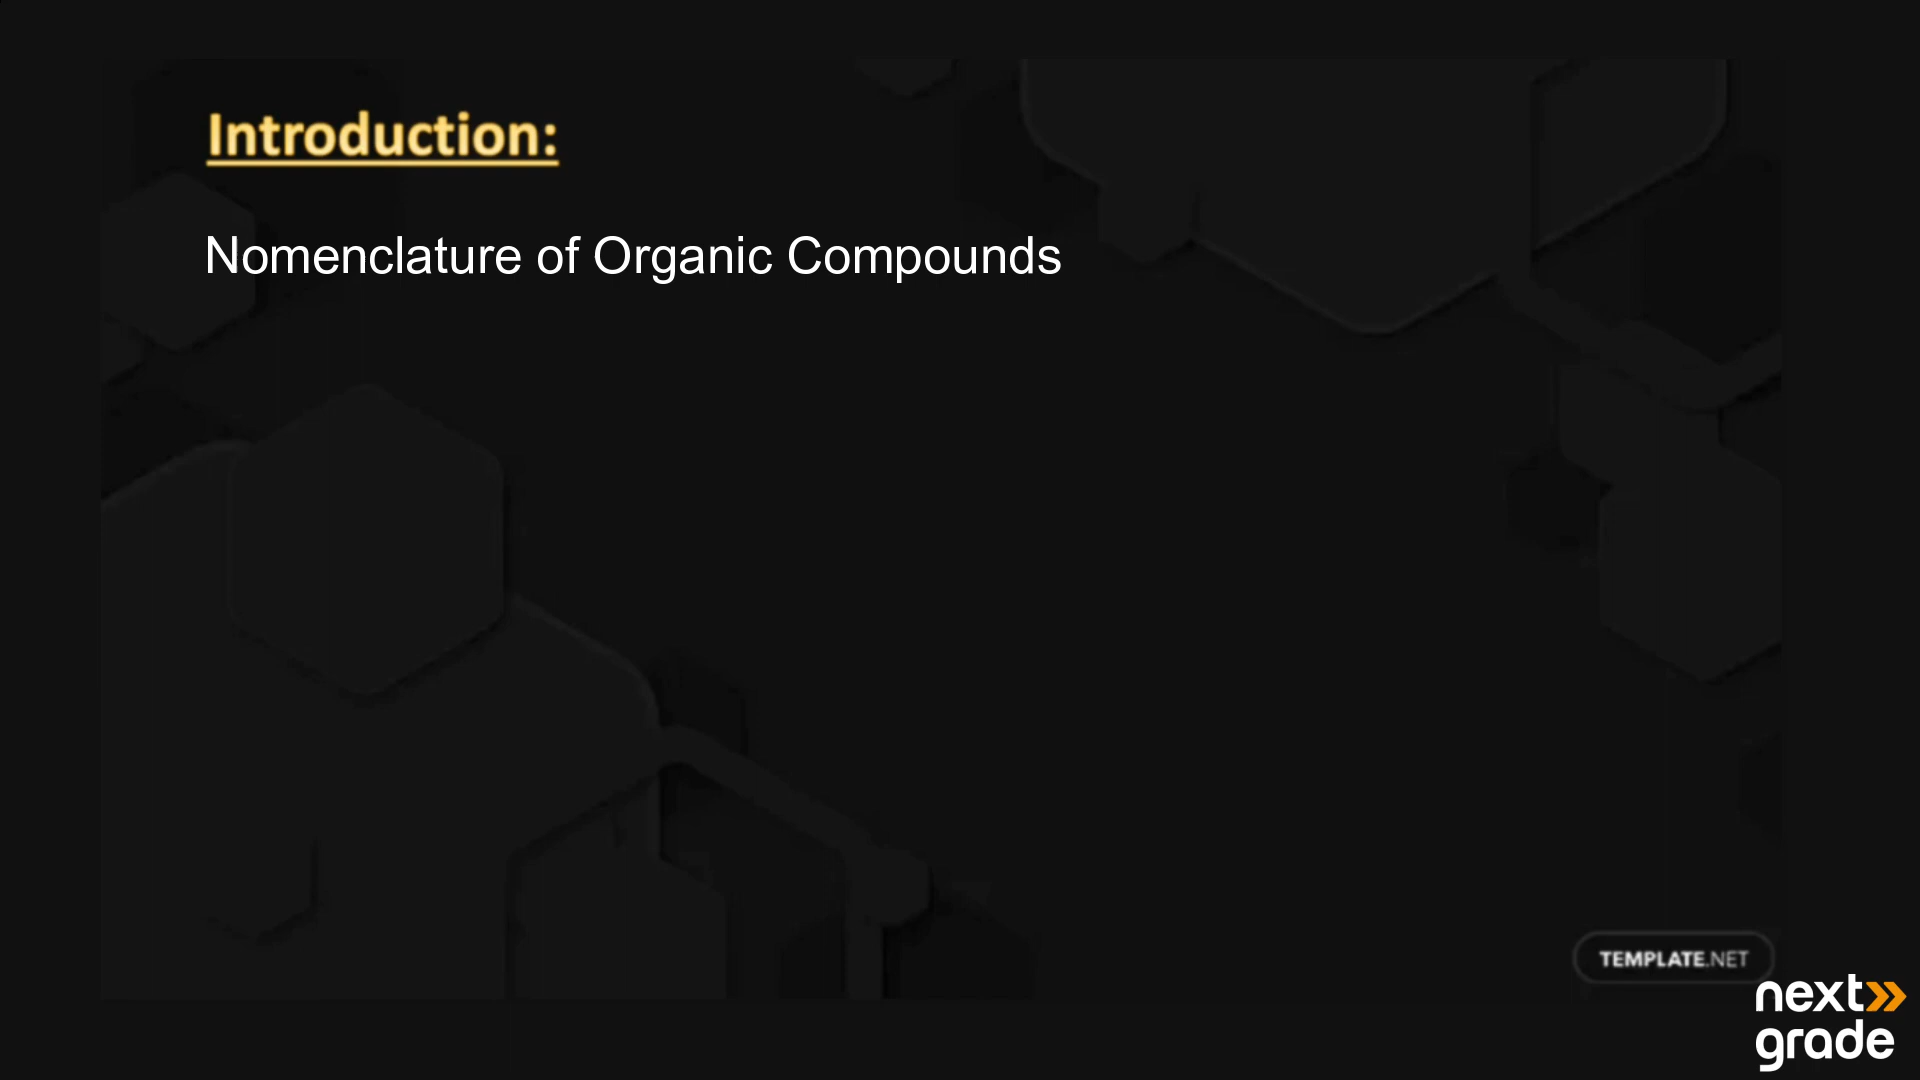 Introduction:
Nomenclature of Organic Compounds
TEMPLATE.NET
next
grade